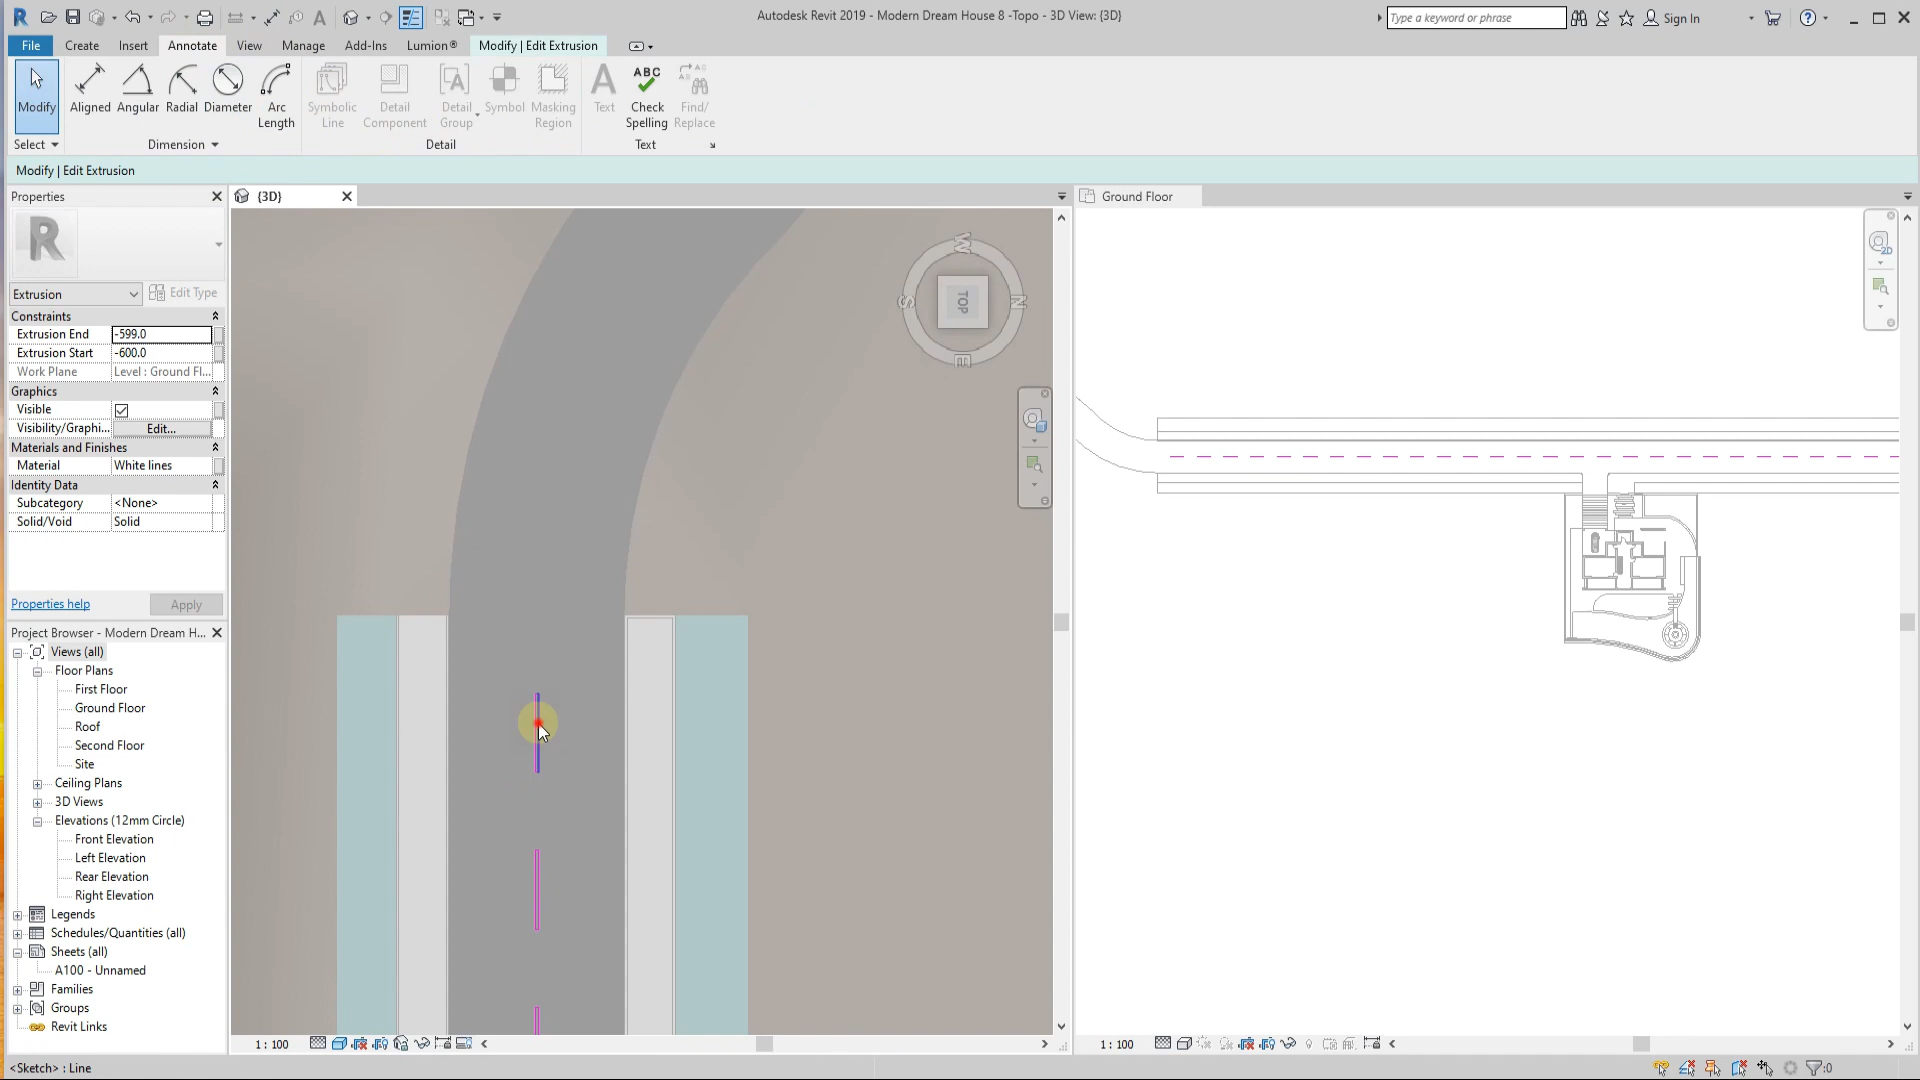 Autodesk Revit 2019 - Modern Dream House 8 -Topo - 3D View: {3D}
Type a keyword or phrase
Sign In
File Create Insert Annotate View Manage Add-Ins Lumion® Modify | Edit Extrusion
Modify
Aligned
Angular
Radial
Diameter
Arc Length
Symbolic Line
Detail Component
Detail Group
Symbol
Masking Region
Text
ABC
Check Spelling
Find/ Replace
Select
Dimension
Detail
Text
Modify | Edit Extrusion
Properties
{3D}
Ground Floor
Extrusion
Edit Type
Constraints
Extrusion End -599.0
Extrusion Start -600.0
Work Plane Level : Ground Fl...
Graphics
Visible
Visibility/Graphi... Edit...
Materials and Finishes
Material White lines
Identity Data
Subcategory <None>
Solid/Void Solid
Properties help
Apply
Project Browser - Modern Dream H...
Views (all)
Floor Plans
First Floor
Ground Floor
Roof
Second Floor
Site
Ceiling Plans
3D Views
Elevations (12mm Circle)
Front Elevation
Left Elevation
Rear Elevation
Right Elevation
Legends
Schedules/Quantities (all)
Sheets (all)
A100 - Unnamed
Families
Groups
Revit Links
W
S
TOP
N
E
2D
1 : 100
1 : 100
<Sketch> : Line
:0